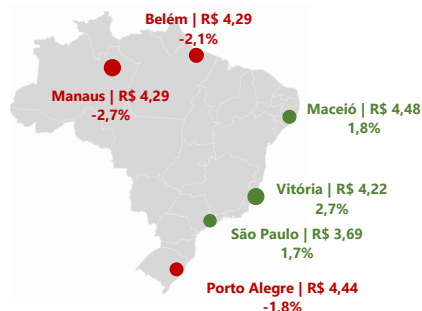 Belém | R$ 4,29
-2,1%
Manaus | R$ 4,29
-2,7%
Maceió | R$ 4,48
1,8%
Vitória | R$ 4,22
2,7%
São Paulo | R$ 3,69
1,7%
Porto Alegre | R$ 4,44
-1,8%